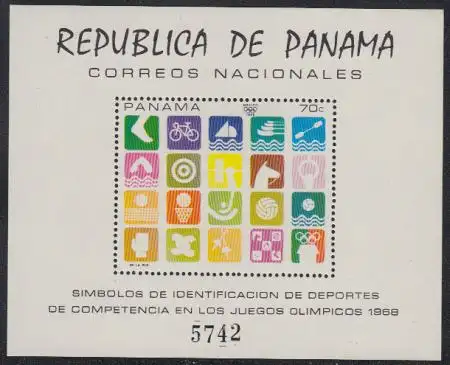 REPUBLICA DE PANAMA
CORREOS NACIONALES
PANAMA 70c
SIMBOLOS DE IDENTIFICACION DE DEPORTES
DE COMPETENCIA EN LOS JUEGOS OLIMPICOS 1968
5742